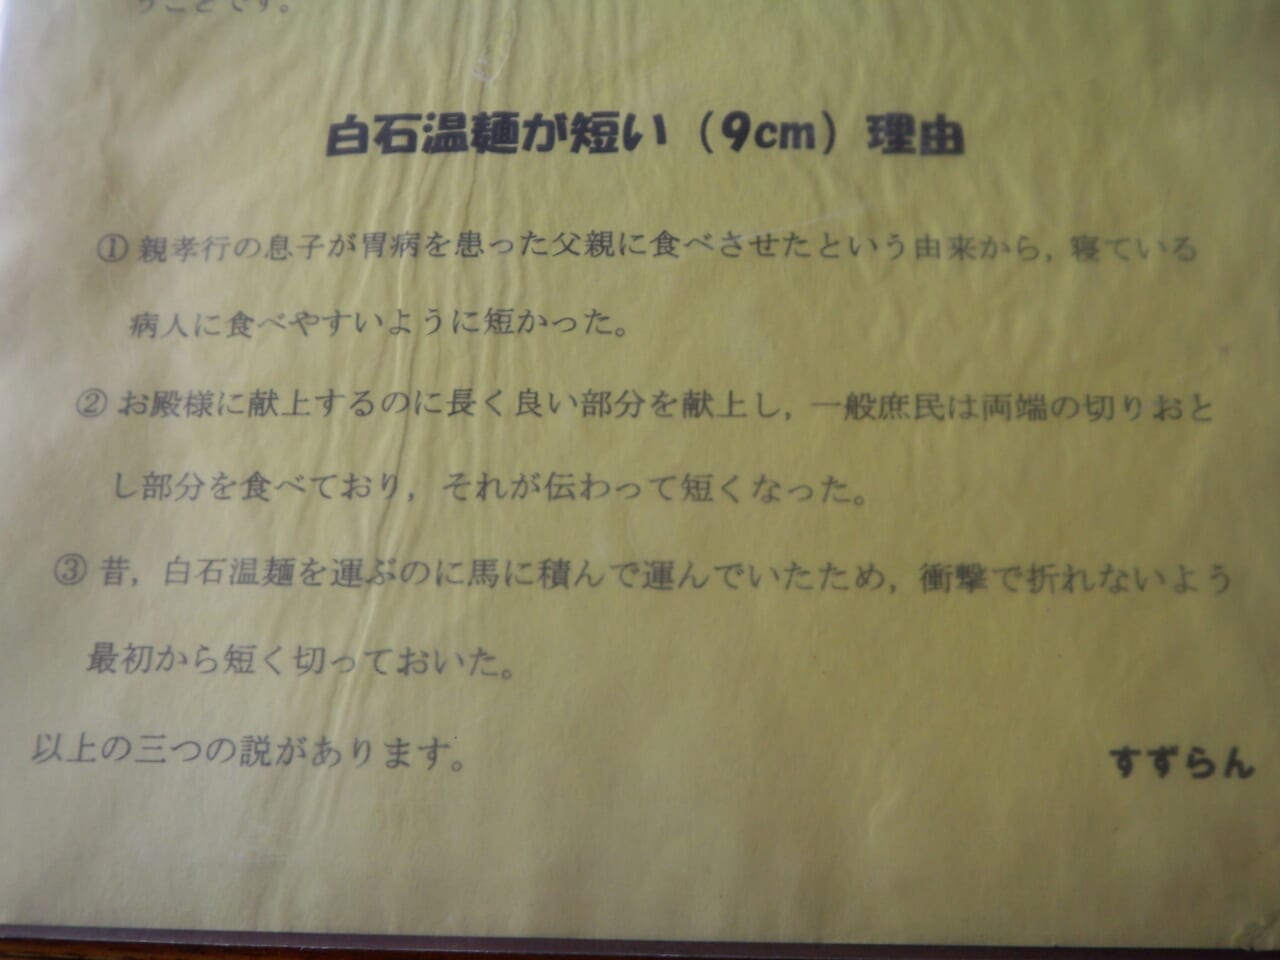 うことです。
白石温麺が短い（9cm）理由
① 親孝行の息子が胃病を患った父親に食べさせたという由来から，寝ている
病人に食べやすいように短かった。
② お殿様に献上するのに長く良い部分を献上し，一般庶民は両端の切りおと
し部分を食べており，それが伝わって短くなった。
③ 昔，白石温麺を運ぶのに馬に積んで運んでいたため，衝撃で折れないよう
最初から短く切っておいた。
以上の三つの説があります。
すずらん